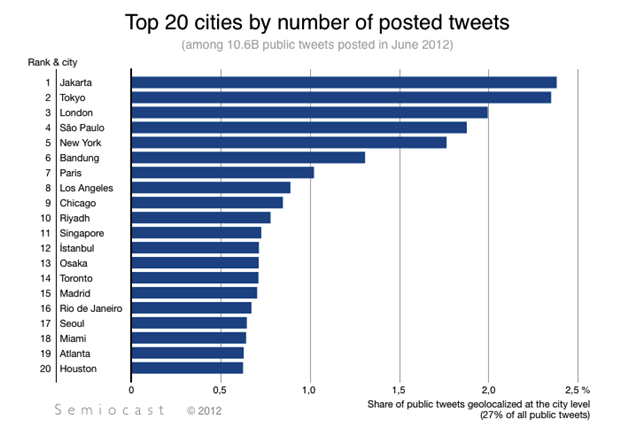 Top 20 cities by number of posted tweets
(among 10.6B public tweets posted in June 2012)
Rank & city
1 Jakarta
2 Tokyo
3 London
4 São Paulo
5 New York
6 Bandung
7 Paris
8 Los Angeles
9 Chicago
10 Riyadh
11 Singapore
12 İstanbul
13 Osaka
14 Toronto
15 Madrid
16 Rio de Janeiro
17 Seoul
18 Miami
19 Atlanta
20 Houston
0 0,5 1,0 1,5 2,0 2,5 %
Semiocast © 2012
Share of public tweets geolocalized at the city level
(27% of all public tweets)